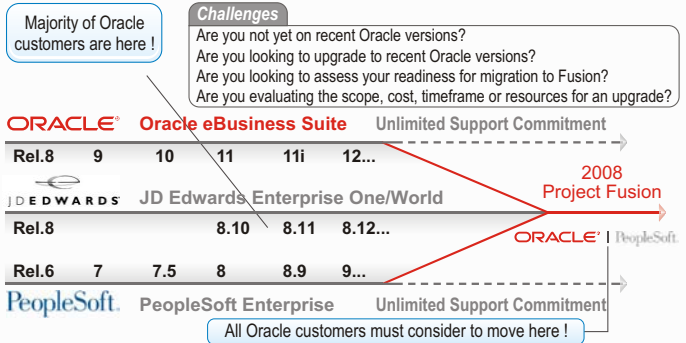 Majority of Oracle
customers are here !
Challenges
Are you not yet on recent Oracle versions?
Are you looking to upgrade to recent Oracle versions?
Are you looking to assess your readiness for migration to Fusion?
Are you evaluating the scope, cost, timeframe or resources for an upgrade?
ORACLE® Oracle eBusiness Suite Unlimited Support Commitment
Rel.8 9 10 11 11i 12...
JDEDWARDS JD Edwards Enterprise One/World
2008
Project Fusion
Rel.8 8.10 8.11 8.12...
ORACLE® | PeopleSoft.
Rel.6 7 7.5 8 8.9 9...
PeopleSoft. PeopleSoft Enterprise Unlimited Support Commitment
All Oracle customers must consider to move here !